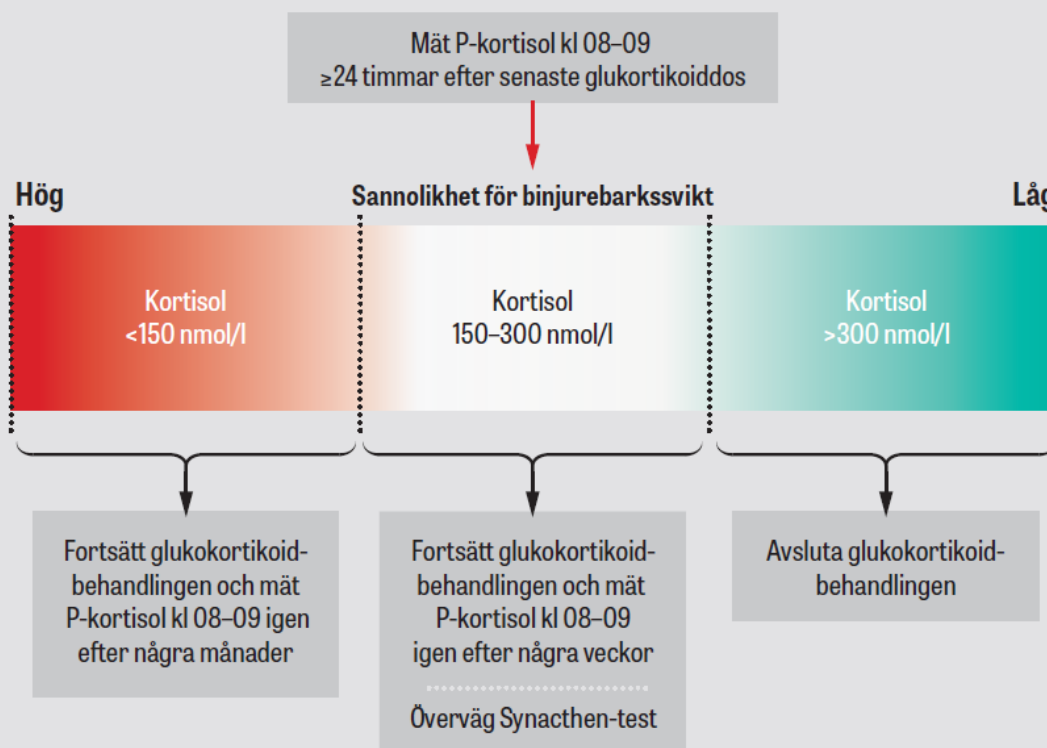 Mät P-kortisol kl 08–09
≥24 timmar efter senaste glukortikoiddos
Hög
Sannolikhet för binjurebarkssvikt
Låg
Kortisol
<150 nmol/l
Kortisol
150–300 nmol/l
Kortisol
>300 nmol/l
Fortsätt glukokortikoid-
behandlingen och mät
P-kortisol kl 08–09 igen
efter några månader
Fortsätt glukokortikoid-
behandlingen och mät
P-kortisol kl 08–09
igen efter några veckor
Överväg Synacthen-test
Avsluta glukokortikoid-
behandlingen